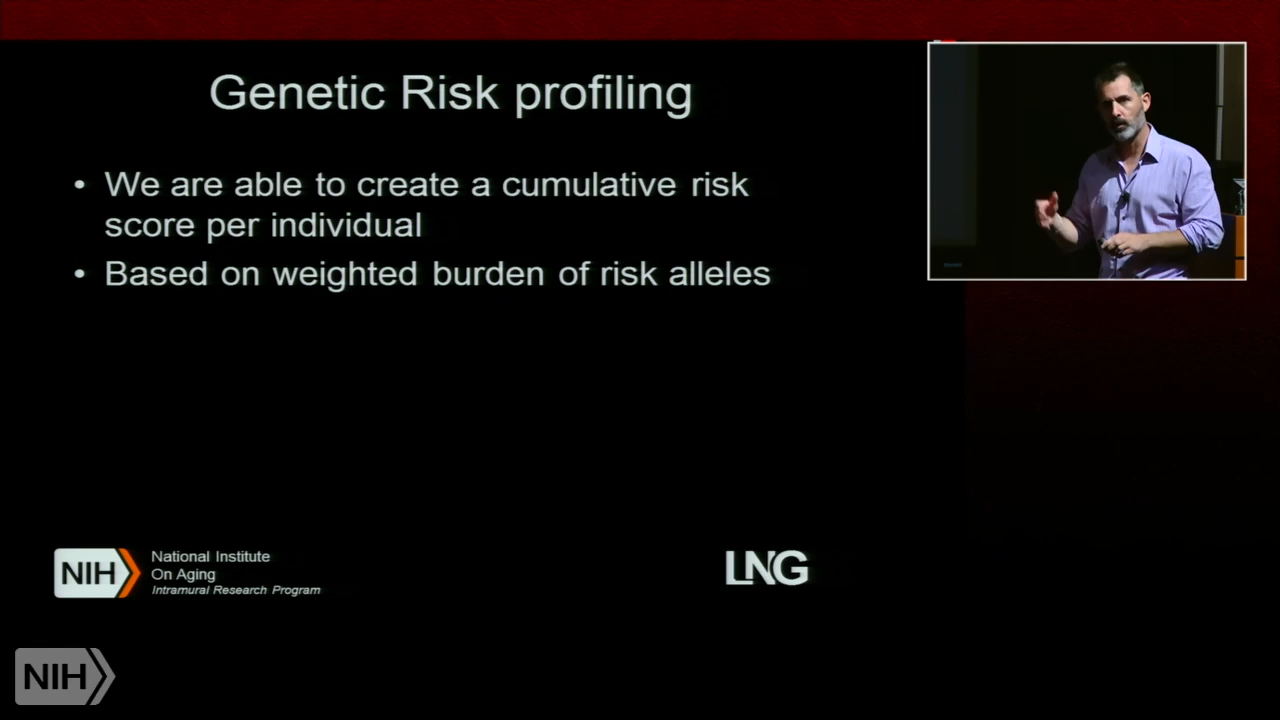 Genetic Risk profiling
• We are able to create a cumulative risk
score per individual
• Based on weighted burden of risk alleles
NIH
National Institute
On Aging
Intramural Research Program
LNG
NIH